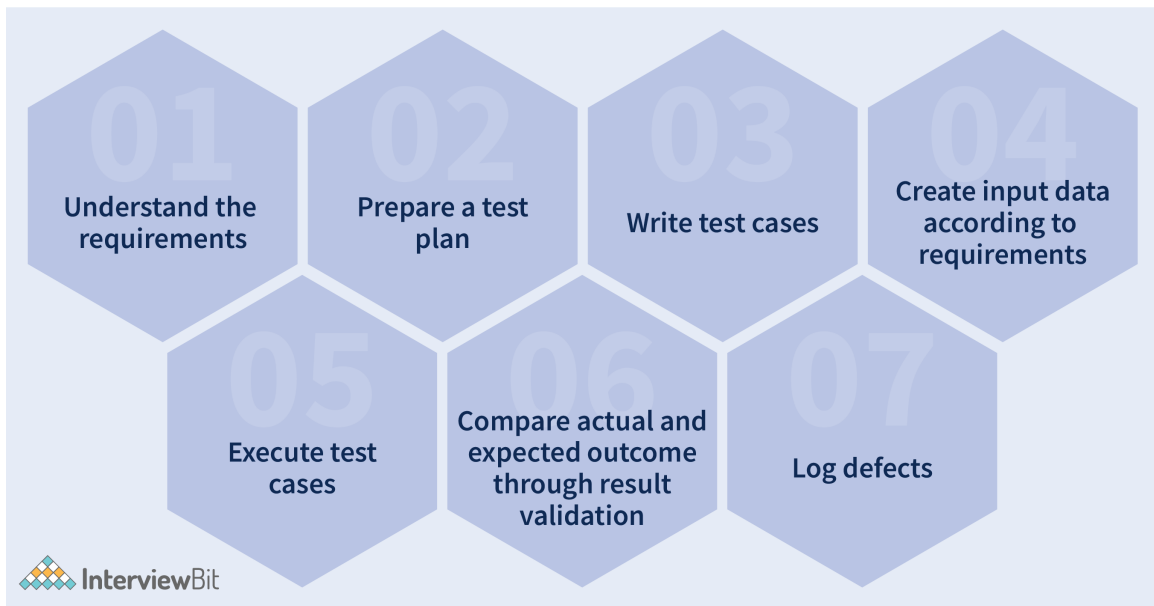 01
Understand the
requirements
02
Prepare a test
plan
03
Write test cases
04
Create input data
according to
requirements
05
Execute test
cases
06
Compare actual and
expected outcome
through result
validation
07
Log defects
InterviewBit